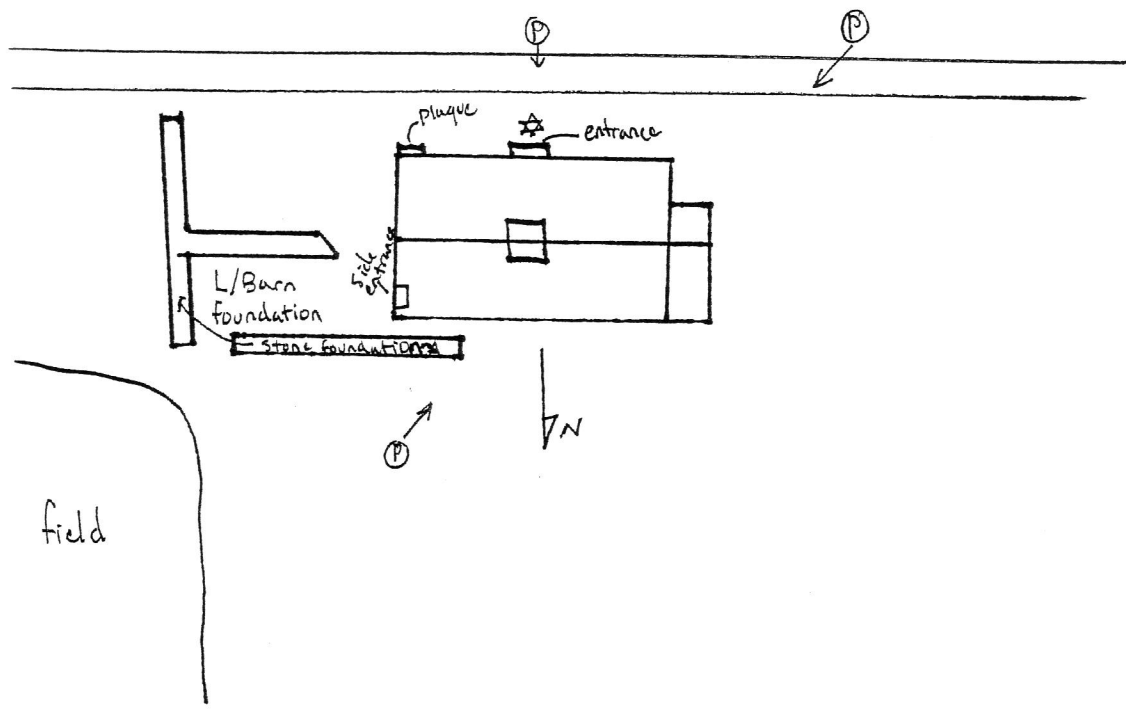 P
P
plaque
entrance
Side
entrance
L/Barn
foundation
Stone foundation
P
N
field